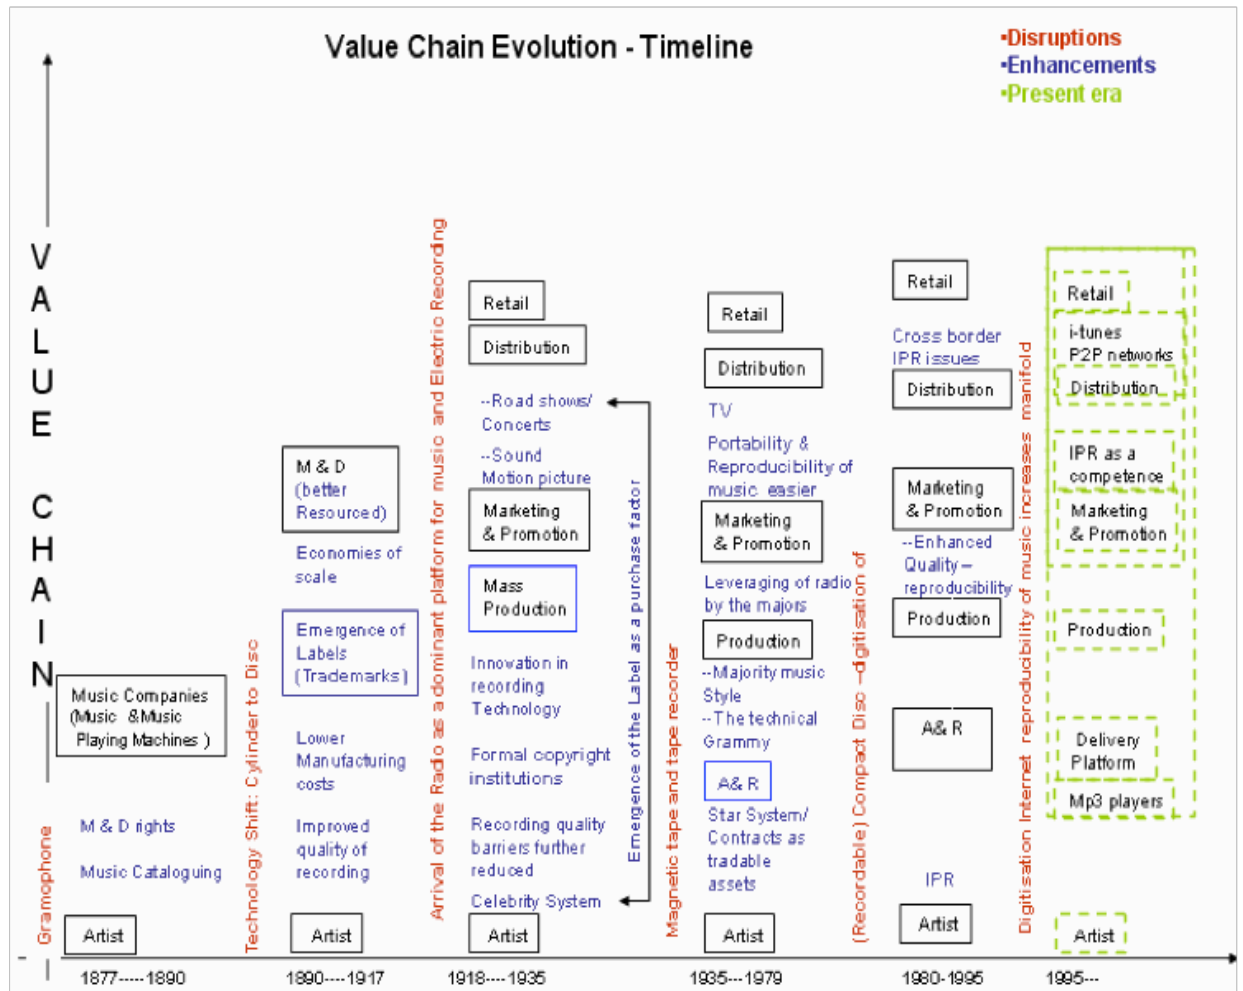 Value Chain Evolution - Timeline
•Disruptions
•Enhancements
•Present era
VALUE CHAIN
Gramophone
Music Companies
(Music &Music
Playing Machines )
M & D rights
Music Cataloguing
Artist
1877-----1890
Technology Shift: Cylinder to Disc
M & D
(better
Resourced)
Economies of
scale
Emergence of
Labels
(Trademarks)
Lower
Manufacturing
costs
Improved
quality of
recording
Artist
1890----1917
Arrival of the Radio as a dominant platform for music and Electric Recording
Retail
Distribution
--Road shows/
Concerts
--Sound
Motion picture
Marketing
& Promotion
Mass
Production
Innovation in
recording
Technology
Formal copyright
institutions
Recording quality
barriers further
reduced
Celebrity System
Artist
1918----1935
Emergence of the Label as a purchase factor
Magnetic tape and tape recorder
Retail
Distribution
TV
Portability &
Reproducibility of
music easier
Marketing
& Promotion
Leveraging of radio
by the majors
Production
--Majority music
Style
--The technical
Grammy
A& R
Star System/
Contracts as
tradable
assets
Artist
1935---1979
(Recordable) Compact Disc –digitisation of
Retail
Cross border
IPR issues
Distribution
Marketing
& Promotion
--Enhanced
Quality –
reproducibility
Production
A& R
IPR
Artist
1980-1995
Digitisation Internet reproducibility of music increases manifold
Retail
i-tunes
P2P networks
Distribution
IPR as a
competence
Marketing
& Promotion
Production
Delivery
Platform
Mp3 players
Artist
1995---